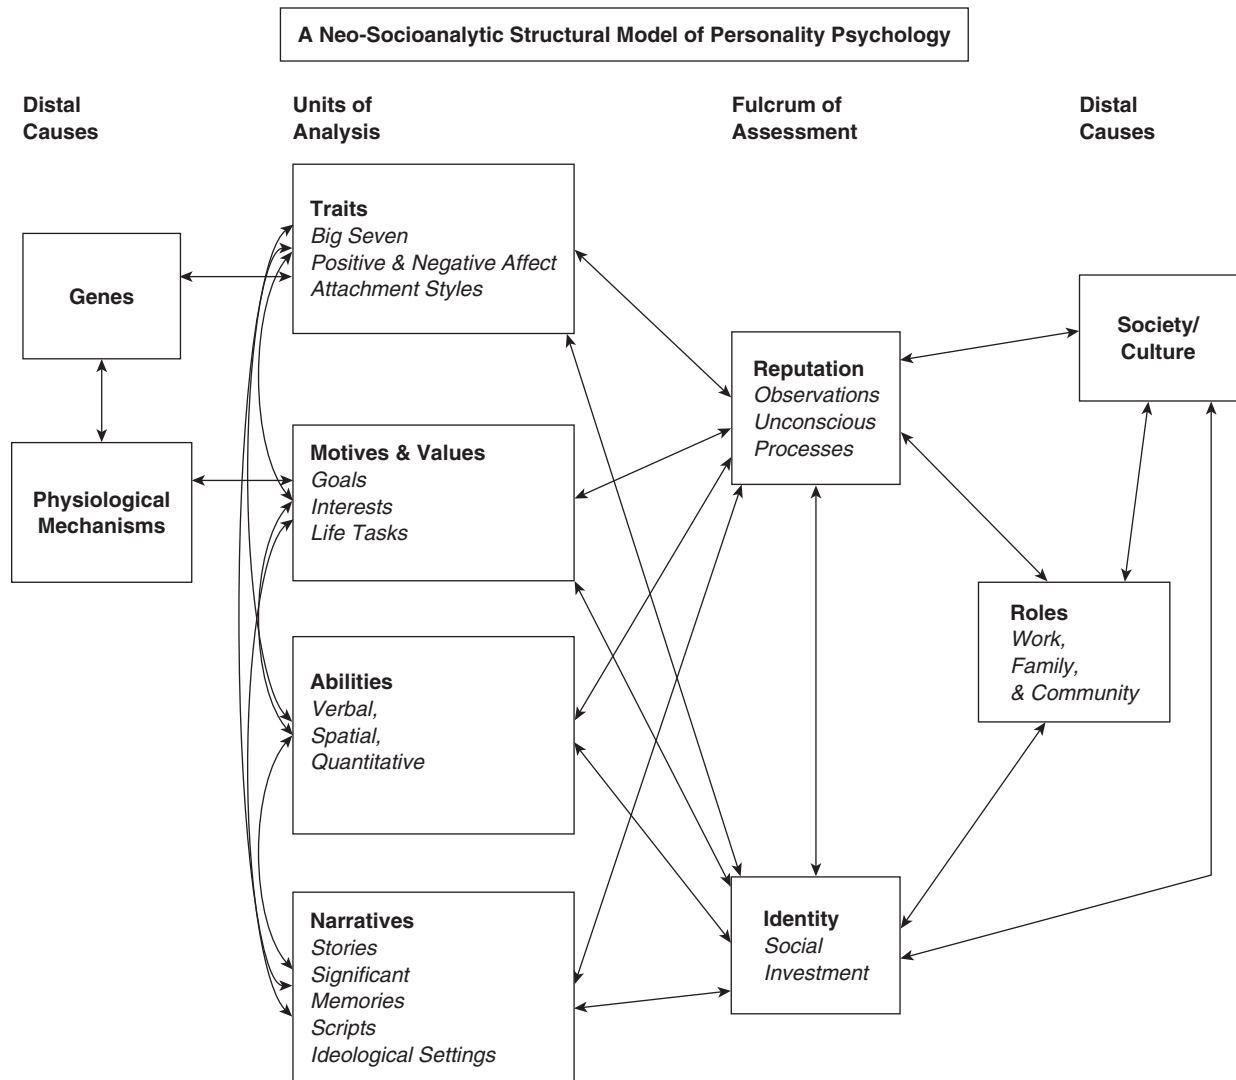 A Neo-Socioanalytic Structural Model of Personality Psychology
Distal
Causes
Units of
Analysis
Fulcrum of
Assessment
Distal
Causes
Genes
Physiological
Mechanisms
Traits
Big Seven
Positive & Negative Affect
Attachment Styles
Motives & Values
Goals
Interests
Life Tasks
Abilities
Verbal,
Spatial,
Quantitative
Narratives
Stories
Significant
Memories
Scripts
Ideological Settings
Reputation
Observations
Unconscious
Processes
Identity
Social
Investment
Society/
Culture
Roles
Work,
Family,
& Community